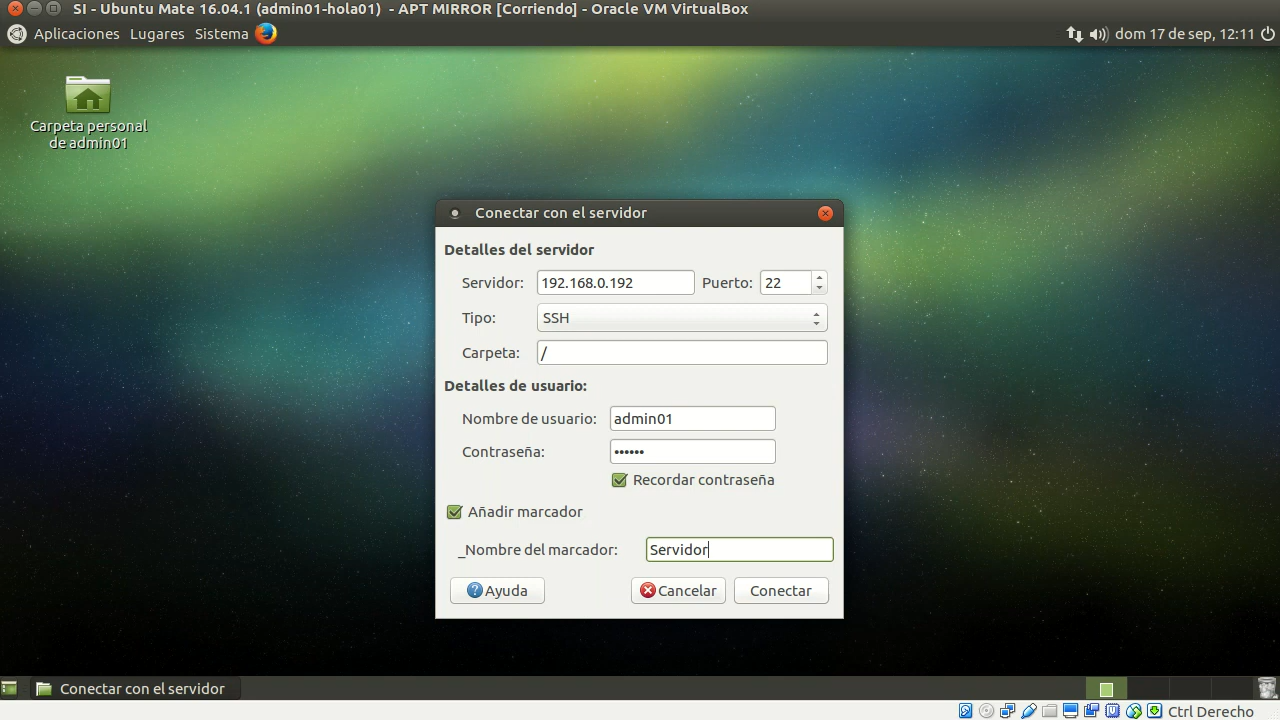 SI - Ubuntu Mate 16.04.1 (admin01-hola01)  - APT MIRROR [Corriendo] - Oracle VM VirtualBox
Aplicaciones Lugares Sistema dom 17 de sep, 12:11
Carpeta personal
de admin01
Conectar con el servidor
Detalles del servidor
Servidor: 192.168.0.192 Puerto: 22
Tipo: SSH
Carpeta: /
Detalles de usuario:
Nombre de usuario: admin01
Contraseña: ••••••
Recordar contraseña
Añadir marcador
_Nombre del marcador: Servidor
Ayuda Cancelar Conectar
Conectar con el servidor
Ctrl Derecho